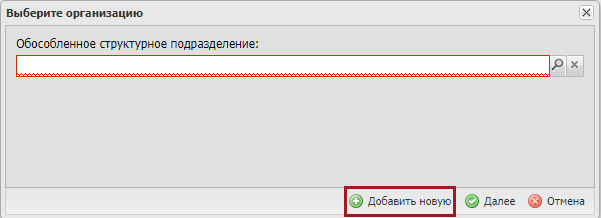 Выберите организацию
Обособленное структурное подразделение:
Добавить новую Далее Отмена